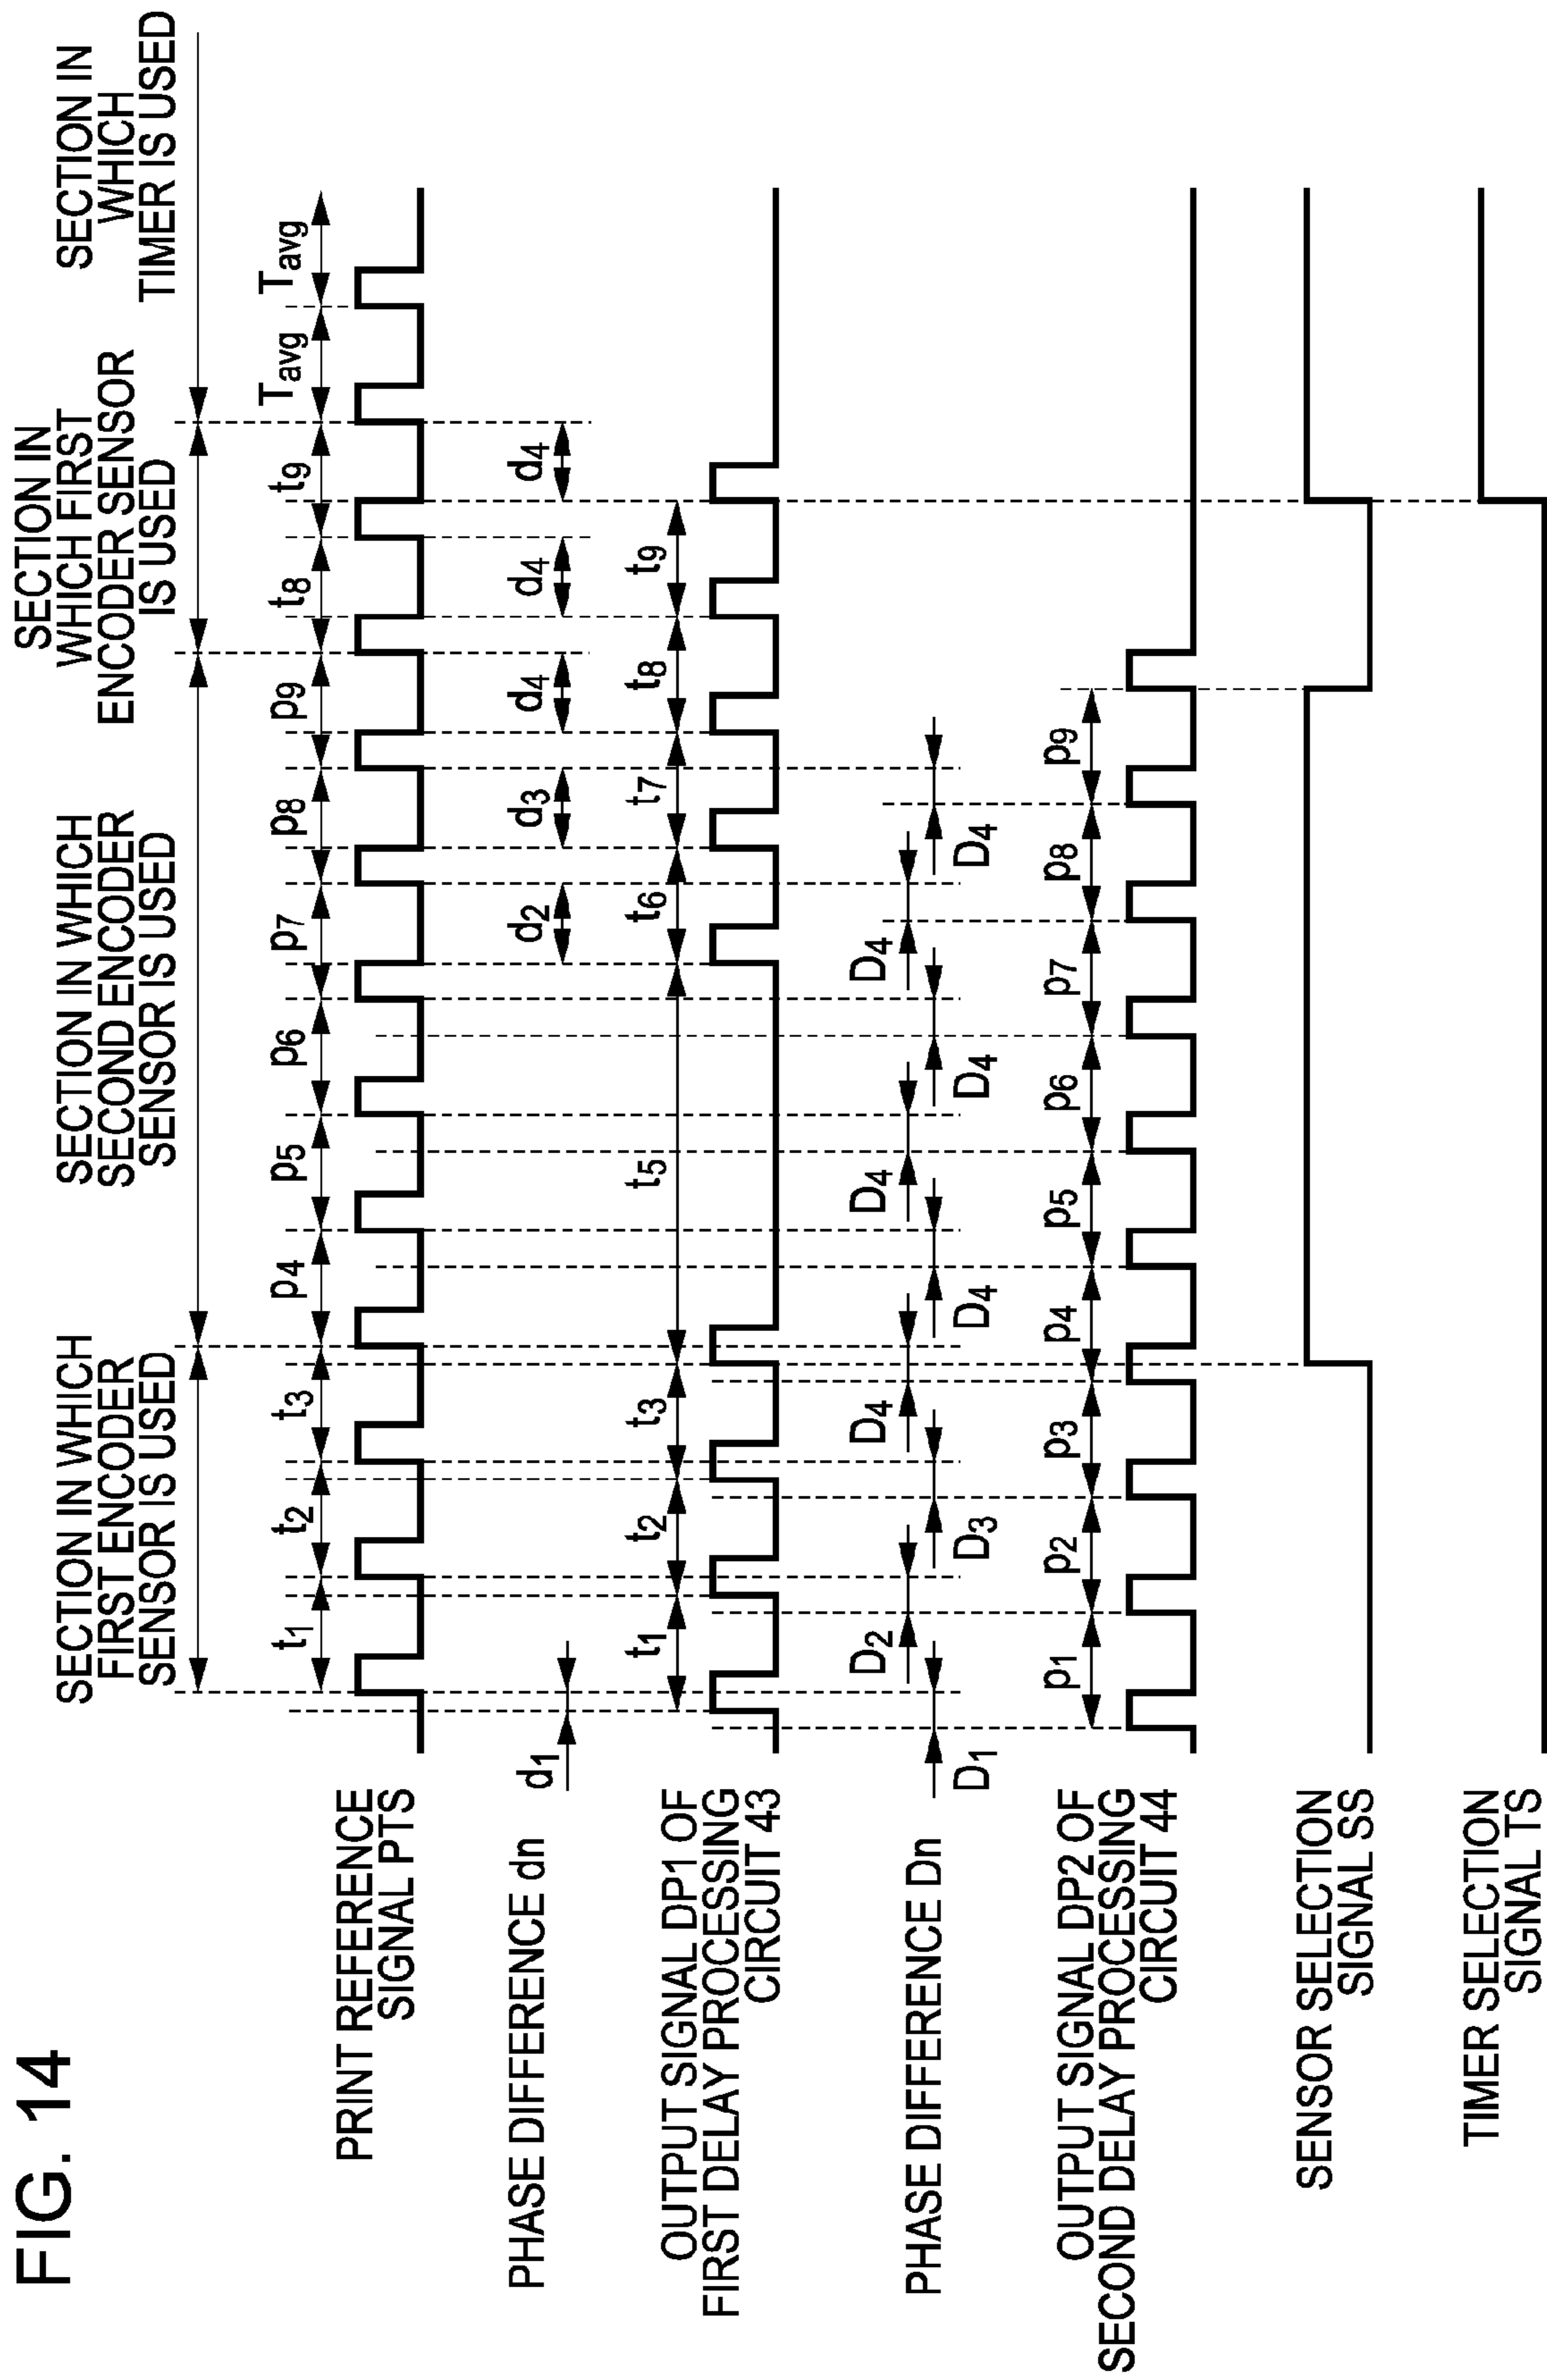 FIG. 14
SECTION IN WHICH
FIRST ENCODER
SENSOR IS USED
SECTION IN WHICH
SECOND ENCODER
SENSOR IS USED
SECTION IN
WHICH FIRST
ENCODER SENSOR
IS USED
SECTION IN
WHICH
TIMER IS USED
PRINT REFERENCE
SIGNAL PTS
t1 t2 t3 p4 p5 p6 p7 p8 p9 t8 t9 Tavg Tavg
PHASE DIFFERENCE dn
d1 d2 d3 d4 d4 d4
OUTPUT SIGNAL DP1 OF
FIRST DELAY PROCESSING
CIRCUIT 43
t1 t2 t3 t5 t6 t7 t8 t9
PHASE DIFFERENCE Dn
D1 D2 D3 D4 D4 D4 D4 D4 D4
OUTPUT SIGNAL DP2 OF
SECOND DELAY PROCESSING
CIRCUIT 44
p1 p2 p3 p4 p5 p6 p7 p8 p9
SENSOR SELECTION
SIGNAL SS
TIMER SELECTION
SIGNAL TS